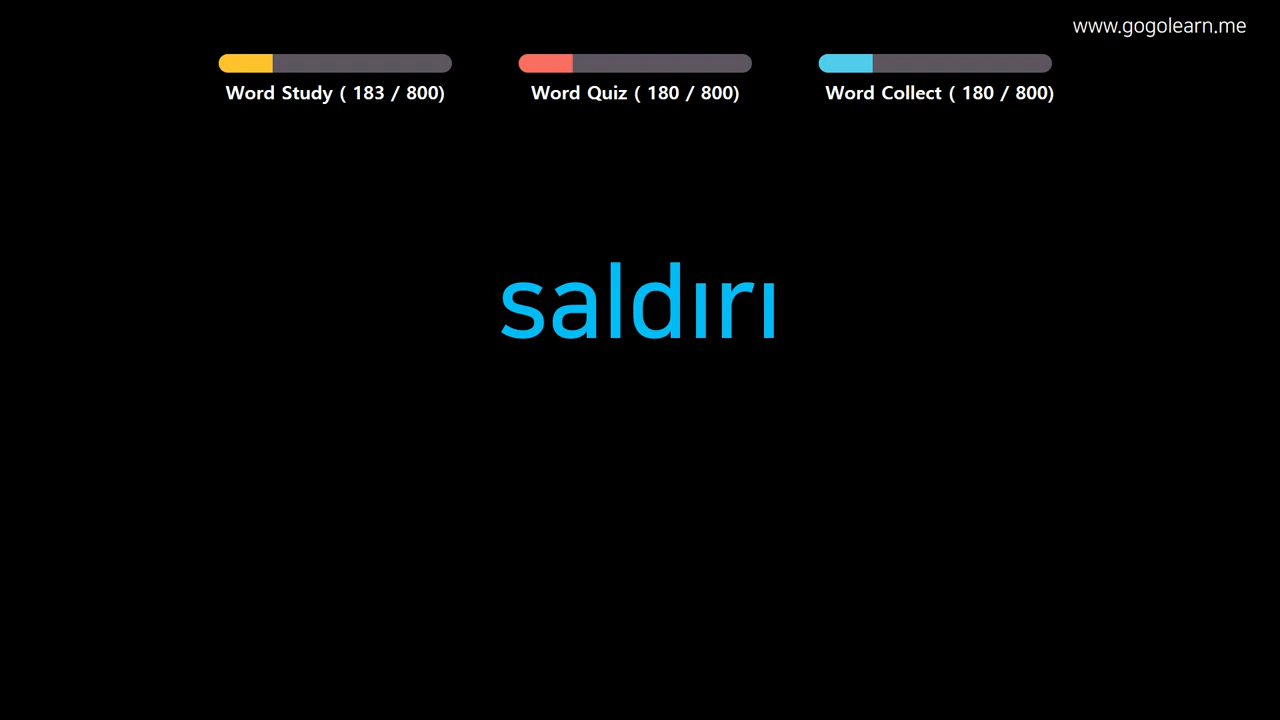 www.gogolearn.me
Word Study ( 183 / 800)
Word Quiz ( 180 / 800)
Word Collect ( 180 / 800)
saldırı